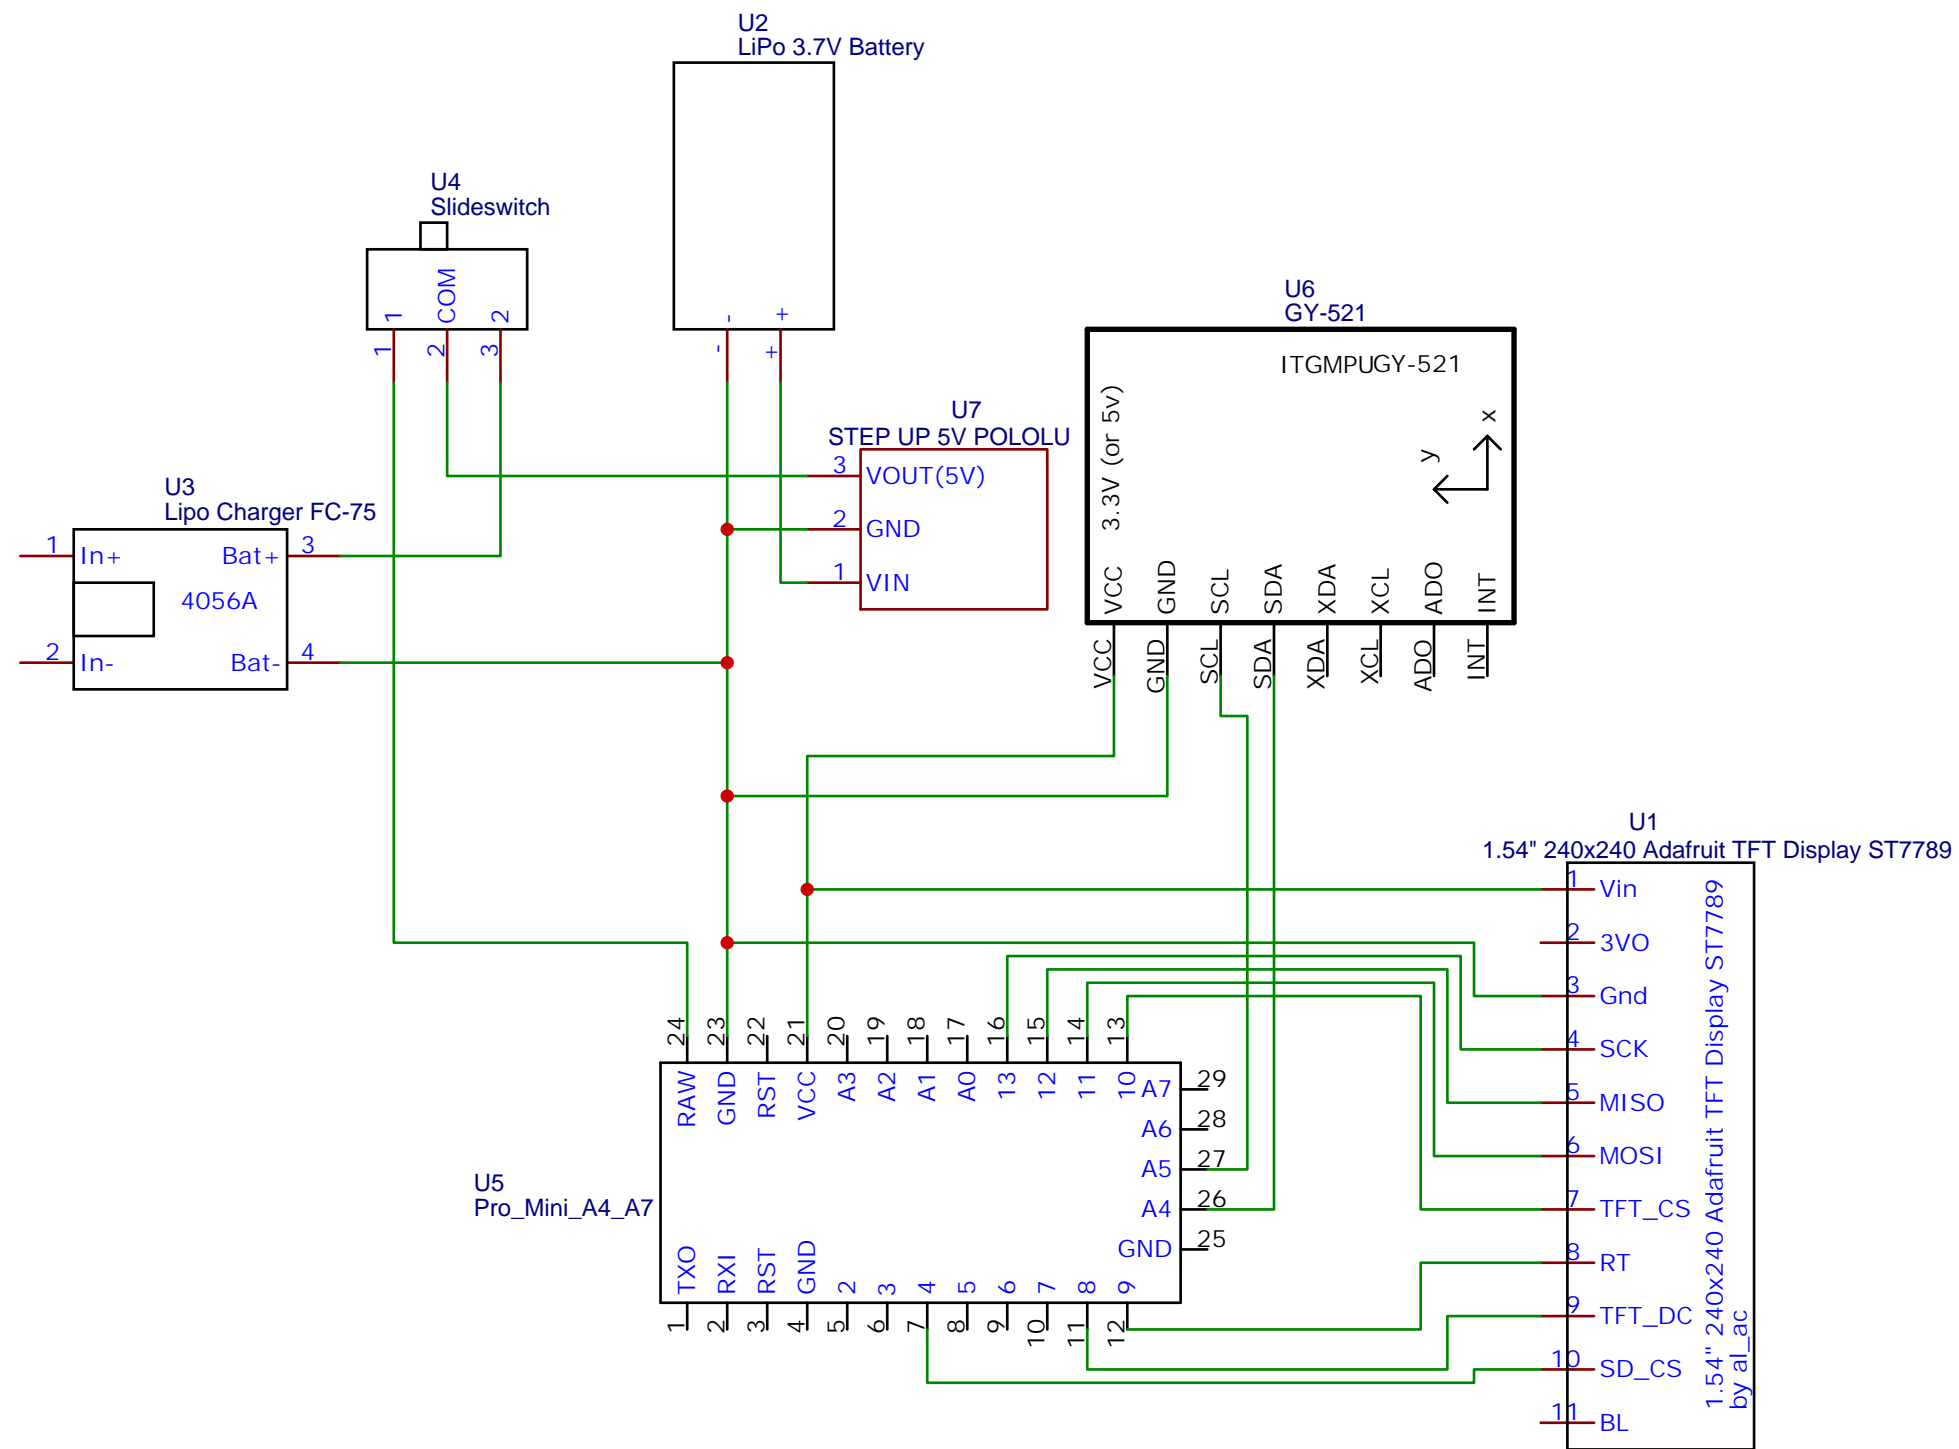 U2
LiPo 3.7V Battery
-
+
-
+
U4
Slideswitch
1
COM
2
1
2
3
U6
GY-521
ITGMPUGY-521
3.3V (or 5v)
x
y
VCC
GND
SCL
SDA
XDA
XCL
ADO
INT
VCC
GND
SCL
SDA
XDA
XCL
ADO
INT
U7
STEP UP 5V POLOLU
3 VOUT(5V)
2 GND
1 VIN
U3
Lipo Charger FC-75
1 In+ Bat+ 3
4056A
2 In- Bat- 4
U1
1.54" 240x240 Adafruit TFT Display ST7789
1 Vin
2 3VO
3 Gnd
4 SCK
5 MISO
6 MOSI
7 TFT_CS
8 RT
9 TFT_DC
10 SD_CS
11 BL
1.54" 240x240 Adafruit TFT Display ST7789
by al_ac
24 23 22 21 20 19 18 17 16 15 14 13
RAW GND RST VCC A3 A2 A1 A0 13 12 11 10
A7 29
A6 28
A5 27
A4 26
GND 25
U5
Pro_Mini_A4_A7
TXO RXI RST GND 2 3 4 5 6 7 8 9
1 2 3 4 5 6 7 8 9 10 11 12